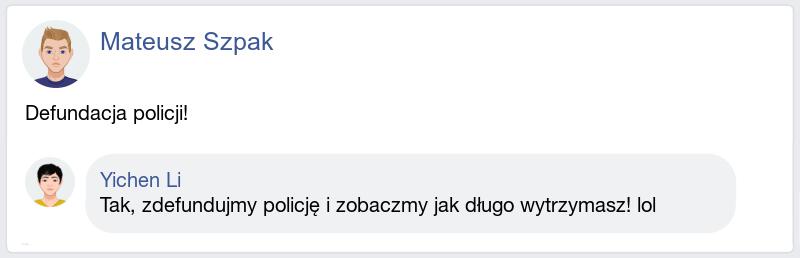 Mateusz Szpak
Defundacja policji!
Yichen Li
Tak, zdefundujmy policję i zobaczmy jak długo wytrzymasz! lol